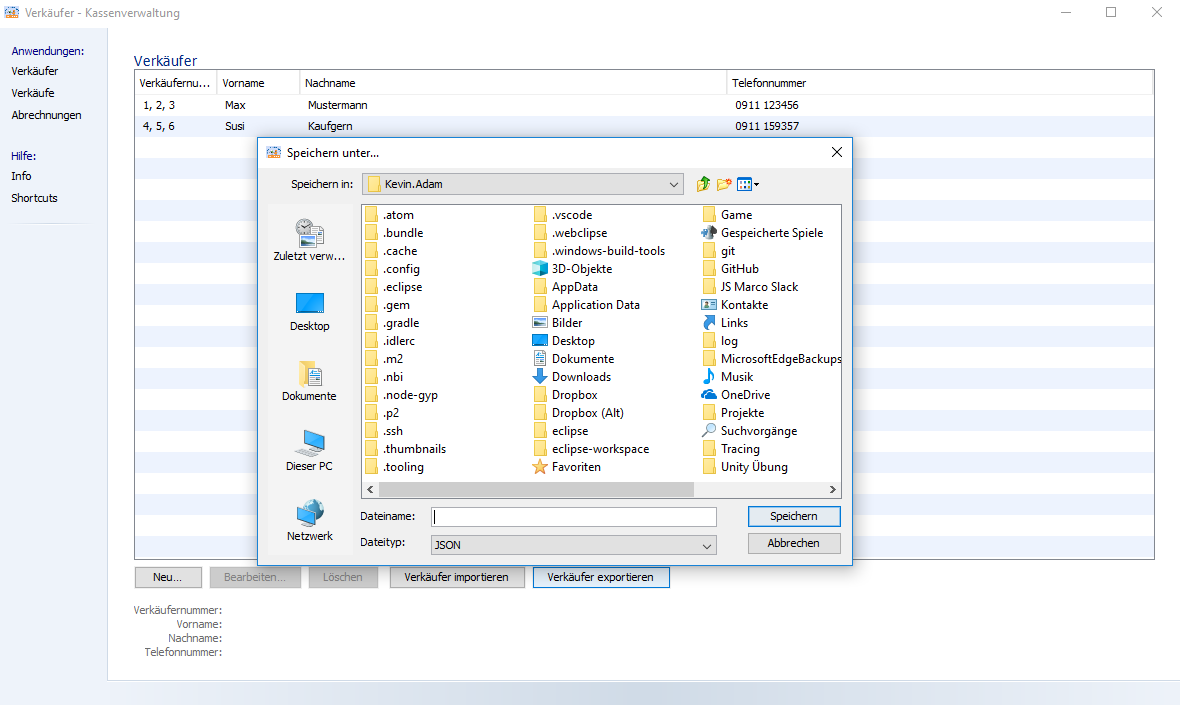 Verkäufer - Kassenverwaltung
Anwendungen:
Verkäufer
Verkäufe
Abrechnungen
Hilfe:
Info
Shortcuts
Verkäufer
Verkäufernu... Vorname Nachname Telefonnummer
1, 2, 3 Max Mustermann 0911 123456
4, 5, 6 Susi Kaufgern 0911 159357
Speichern unter...
Speichern in: Kevin.Adam
Zuletzt verw...
Desktop
Dokumente
Dieser PC
Netzwerk
.atom .vscode Game
.bundle .webclipse Gespeicherte Spiele
.cache .windows-build-tools git
.config 3D-Objekte GitHub
.eclipse AppData JS Marco Slack
.gem Application Data Kontakte
.gradle Bilder Links
.idlerc Desktop log
.m2 Dokumente MicrosoftEdgeBackups
.nbi Downloads Musik
.node-gyp Dropbox OneDrive
.p2 Dropbox (Alt) Projekte
.ssh eclipse Suchvorgänge
.thumbnails eclipse-workspace Tracing
.tooling Favoriten Unity Übung
Dateiname: Speichern
Dateityp: JSON Abbrechen
Neu... Bearbeiten... Löschen Verkäufer importieren Verkäufer exportieren
Verkäufernummer:
Vorname:
Nachname:
Telefonnummer: